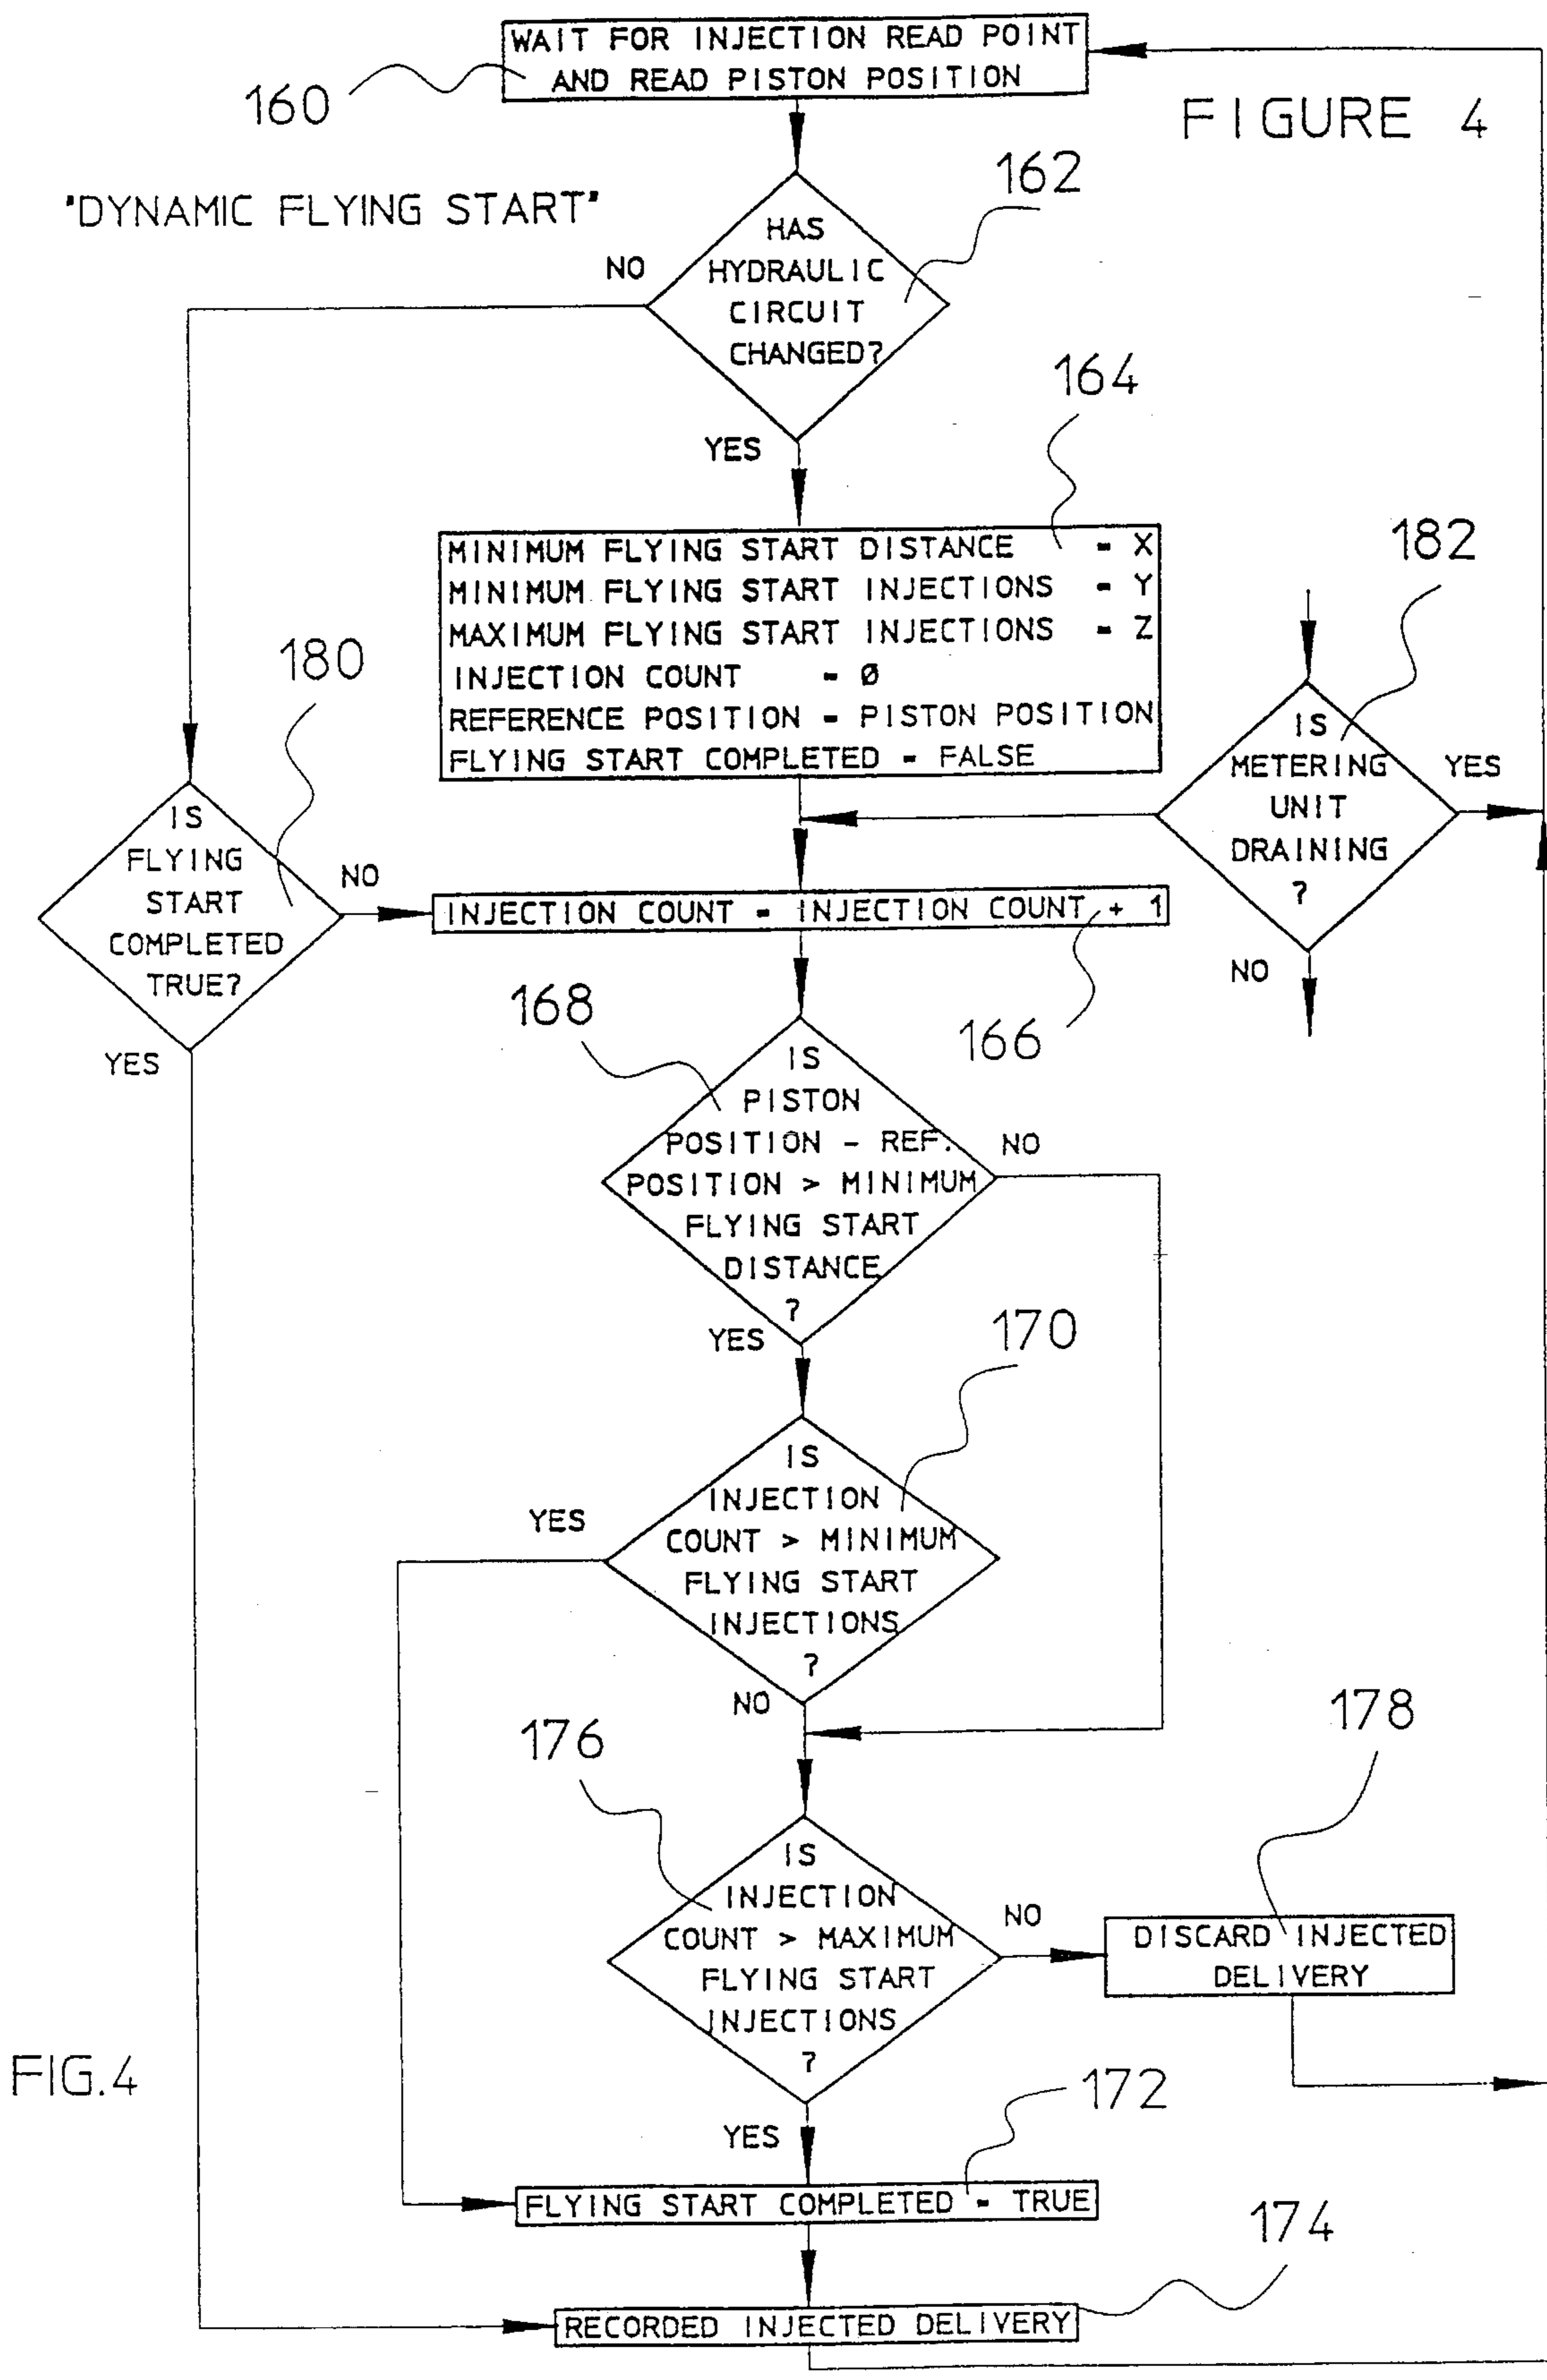 WAIT FOR INJECTION READ POINT
AND READ PISTON POSITION
160
FIGURE 4
"DYNAMIC FLYING START"
162
HAS
HYDRAULIC
CIRCUIT
CHANGED?
NO
YES
164
MINIMUM FLYING START DISTANCE = X
MINIMUM FLYING START INJECTIONS = Y
MAXIMUM FLYING START INJECTIONS = Z
INJECTION COUNT = Ø
REFERENCE POSITION = PISTON POSITION
FLYING START COMPLETED = FALSE
182
IS
METERING
UNIT
DRAINING
?
YES
NO
180
IS
FLYING
START
COMPLETED
TRUE?
NO
YES
INJECTION COUNT = INJECTION COUNT + 1
166
168
IS
PISTON
POSITION - REF.
POSITION > MINIMUM
FLYING START
DISTANCE
?
NO
YES
170
IS
INJECTION
COUNT > MINIMUM
FLYING START
INJECTIONS
?
YES
NO
176
IS
INJECTION
COUNT > MAXIMUM
FLYING START
INJECTIONS
?
NO
YES
178
DISCARD INJECTED
DELIVERY
FIG.4
172
FLYING START COMPLETED = TRUE
174
RECORDED INJECTED DELIVERY